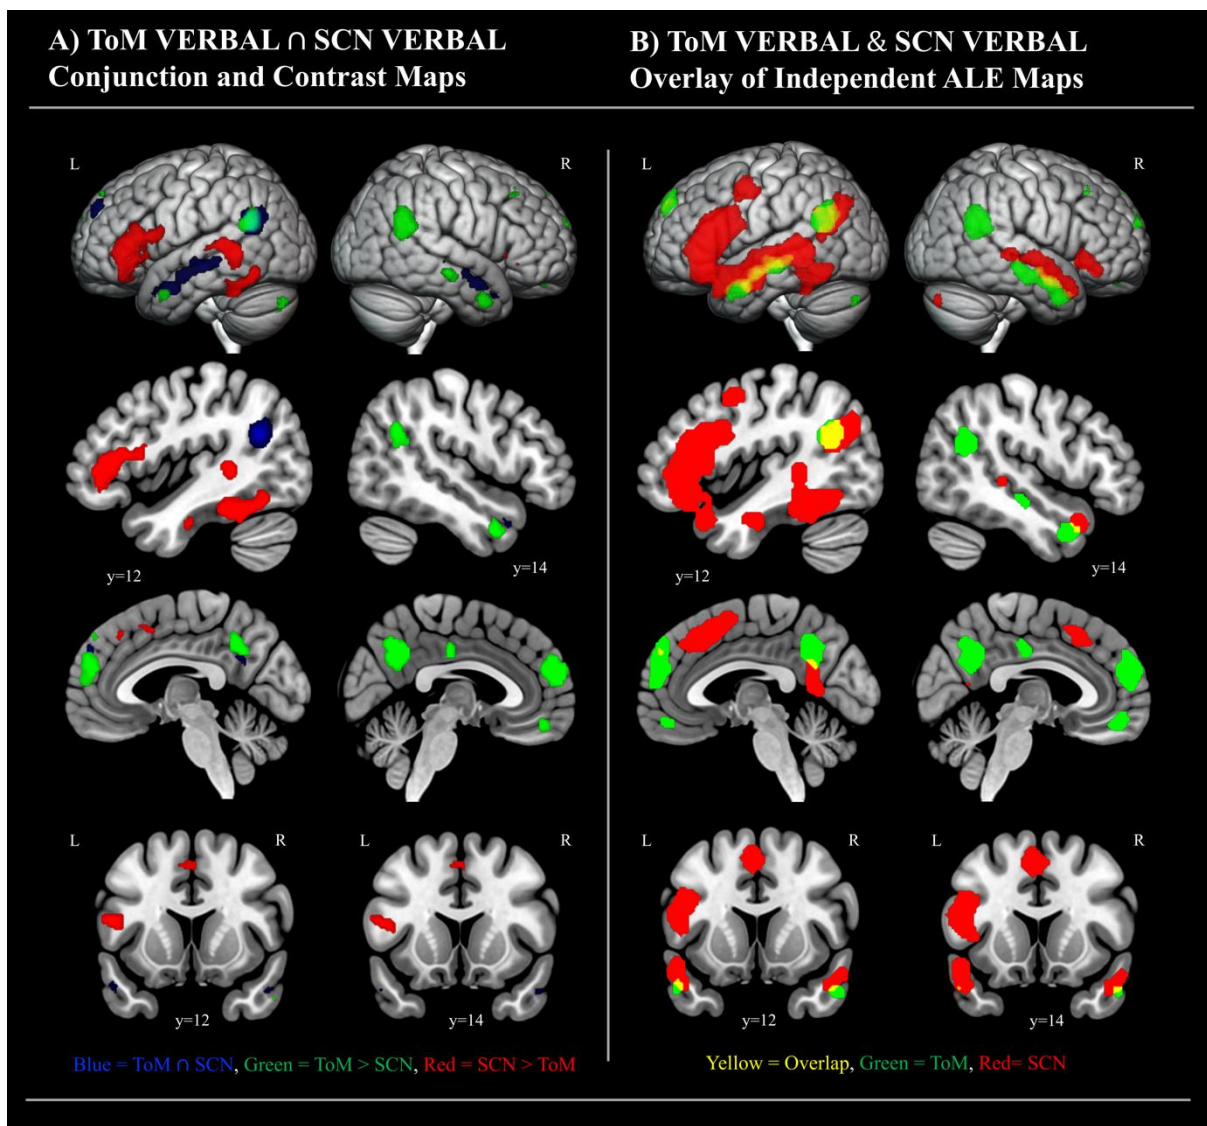 A) ToM VERBAL ∩ SCN VERBAL
Conjunction and Contrast Maps
B) ToM VERBAL & SCN VERBAL
Overlay of Independent ALE Maps
L
R
y=12
y=14
L
R
y=12
y=14
Blue = ToM ∩ SCN, Green = ToM > SCN, Red = SCN > ToM
L
R
y=12
y=14
L
R
y=12
y=14
Yellow = Overlap, Green = ToM, Red= SCN